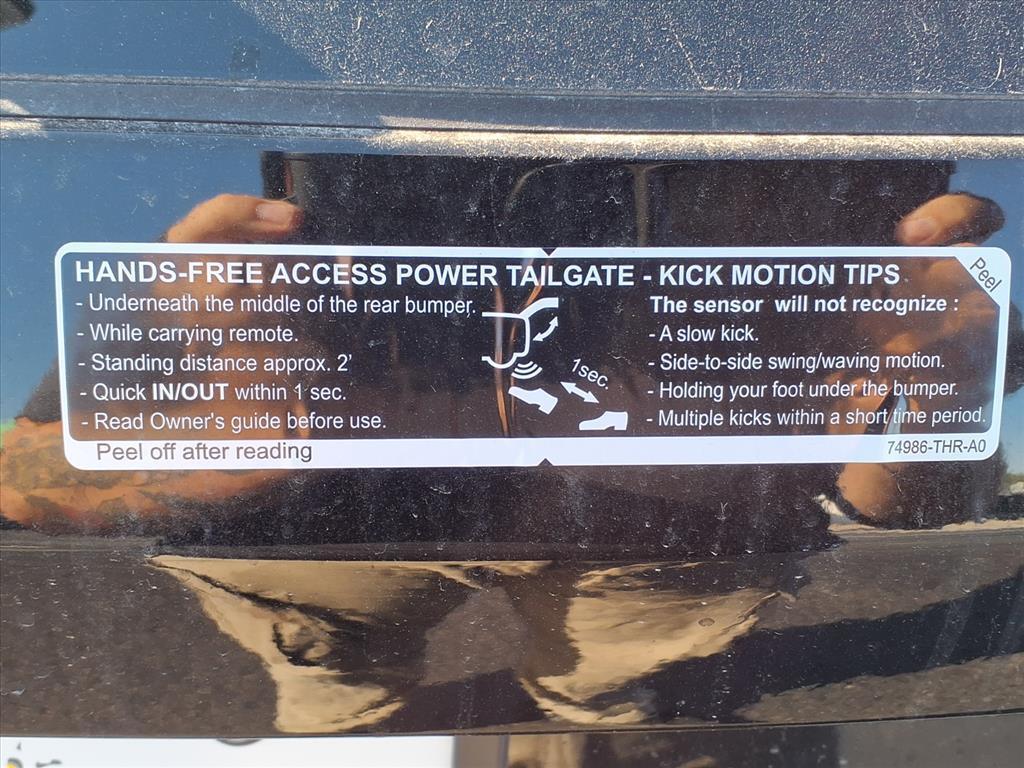 HANDS-FREE ACCESS POWER TAILGATE - KICK MOTION TIPS
Peel
- Underneath the middle of the rear bumper.
- While carrying remote.
- Standing distance approx. 2'
- Quick IN/OUT within 1 sec.
- Read Owner's guide before use.
1sec.
The sensor will not recognize :
- A slow kick.
- Side-to-side swing/waving motion.
- Holding your foot under the bumper.
- Multiple kicks within a short time period.
Peel off after reading
74986-THR-A0